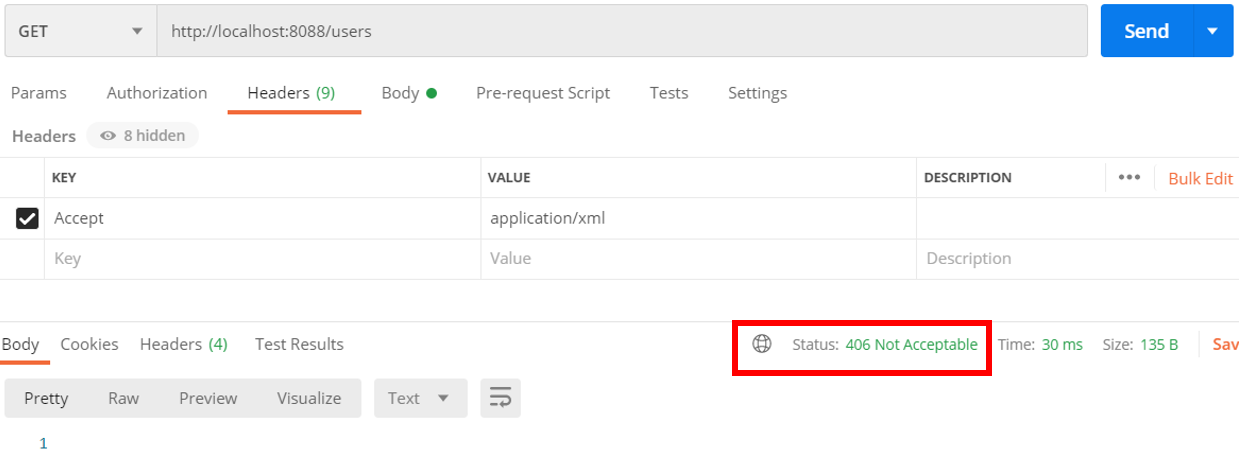 GET http://localhost:8088/users Send
Params Authorization Headers (9) Body Pre-request Script Tests Settings
Headers 8 hidden
KEY VALUE DESCRIPTION ••• Bulk Edit
Accept application/xml
Key Value Description
Body Cookies Headers (4) Test Results Status: 406 Not Acceptable Time: 30 ms Size: 135 B Sav
Pretty Raw Preview Visualize Text
1